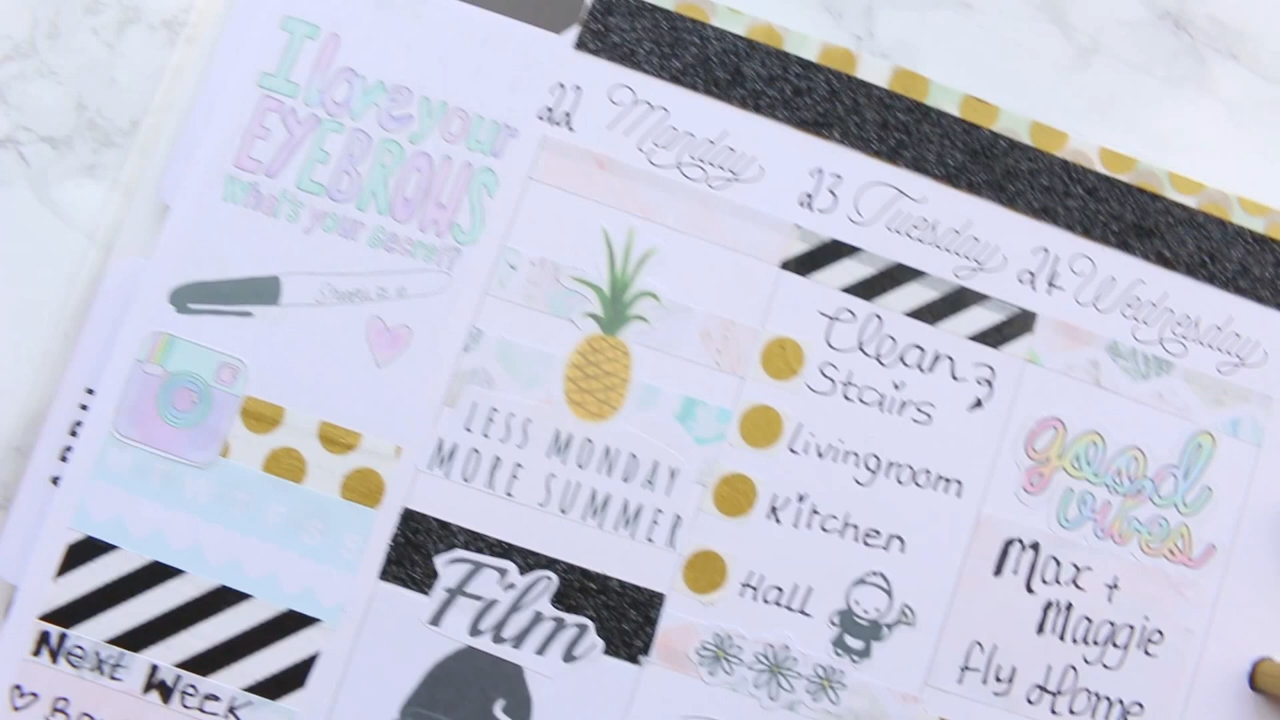 I love your
EYEBROWS
What's your secret?
22 Monday
23 Tuesday
24 Wednesday
LESS MONDAY
MORE SUMMER
Film
Clean
Stairs
Livingroom
Kitchen
Hall
good
vibes
Max +
Maggie
fly Home
Next Week